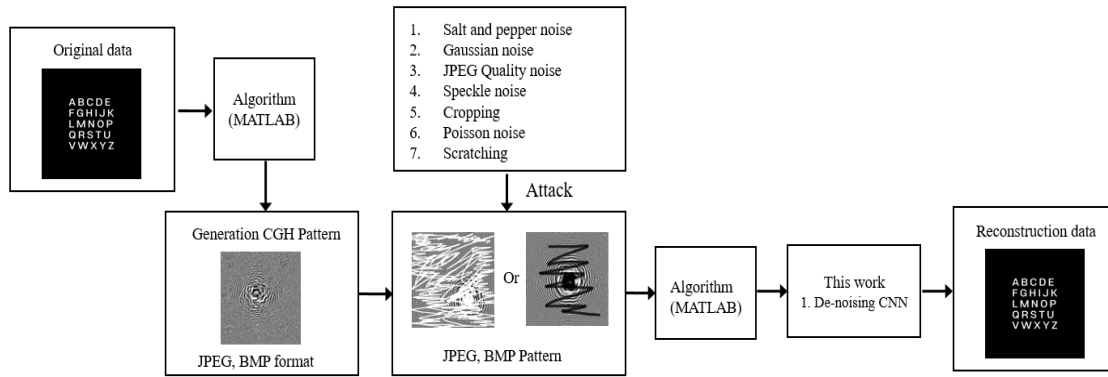 Original data
ABCDE
FGHIJK
LMNOP
QRSTU
VWXYZ
Algorithm
(MATLAB)
1. Salt and pepper noise
2. Gaussian noise
3. JPEG Quality noise
4. Speckle noise
5. Cropping
6. Poisson noise
7. Scratching
Attack
Generation CGH Pattern
JPEG, BMP format
Or
JPEG, BMP Pattern
Algorithm
(MATLAB)
This work
1. De-noising CNN
Reconstruction data
ABCDE
FGHIJK
LMNOP
QRSTU
VWXYZ